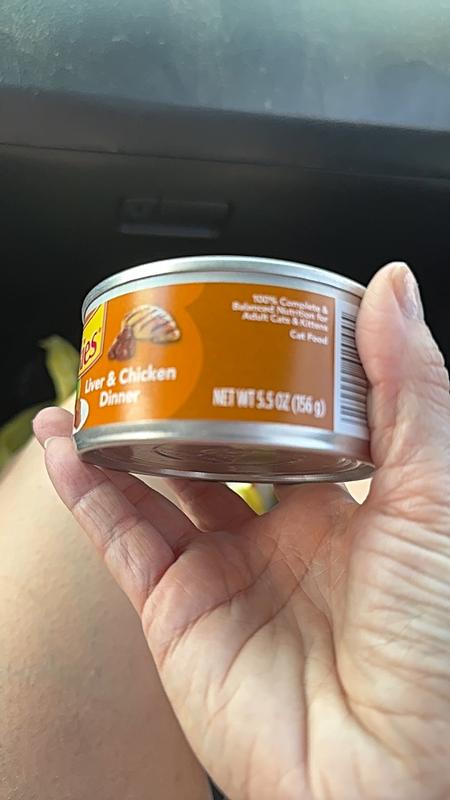 Liver & Chicken
Dinner
100% Complete &
Balanced Nutrition for
Adult Cats & Kittens
Cat Food
NET WT 5.5 OZ (156 g)